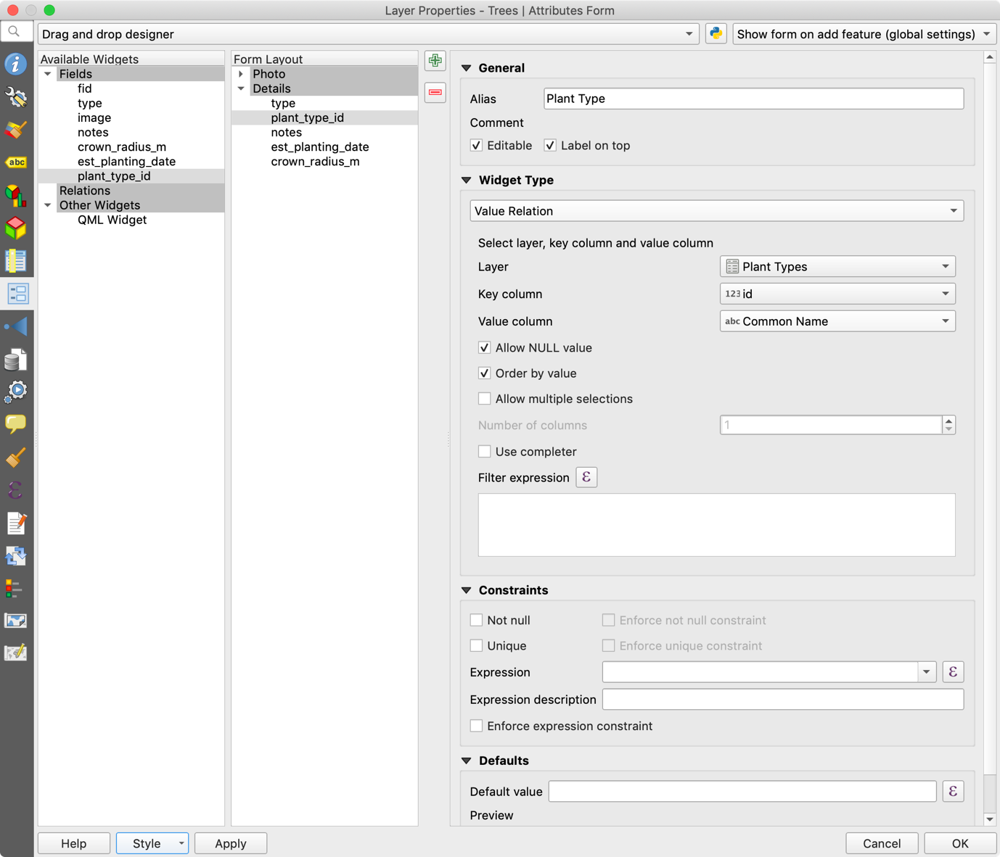 Layer Properties - Trees | Attributes Form
Drag and drop designer
Show form on add feature (global settings)
Available Widgets
Fields
fid
type
image
notes
crown_radius_m
est_planting_date
plant_type_id
Relations
Other Widgets
QML Widget
Form Layout
Photo
Details
type
plant_type_id
notes
est_planting_date
crown_radius_m
General
Alias
Plant Type
Comment
Editable
Label on top
Widget Type
Value Relation
Select layer, key column and value column
Layer
Plant Types
Key column
123 id
Value column
abc Common Name
Allow NULL value
Order by value
Allow multiple selections
Number of columns
1
Use completer
Filter expression
ε
Constraints
Not null
Enforce not null constraint
Unique
Enforce unique constraint
Expression
ε
Expression description
Enforce expression constraint
Defaults
Default value
ε
Preview
abc
Help
Style
Apply
Cancel
OK